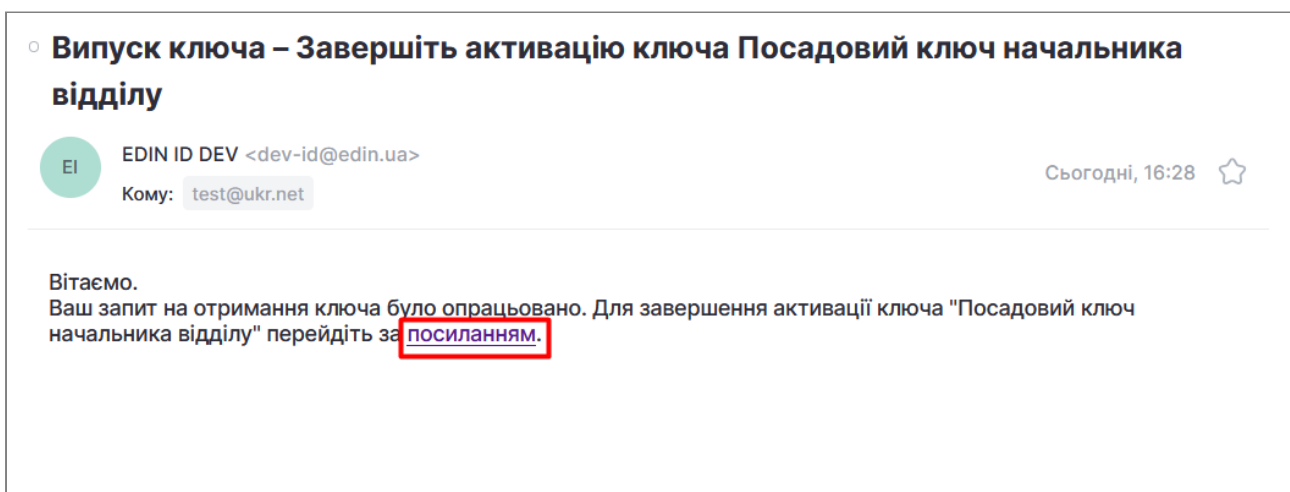 Випуск ключа – Завершіть активацію ключа Посадовий ключ начальника
відділу
EI
EDIN ID DEV <dev-id@edin.ua>
Кому: test@ukr.net
Сьогодні, 16:28
Вітаємо.
Ваш запит на отримання ключа було опрацьовано. Для завершення активації ключа "Посадовий ключ
начальника відділу" перейдіть за посиланням.